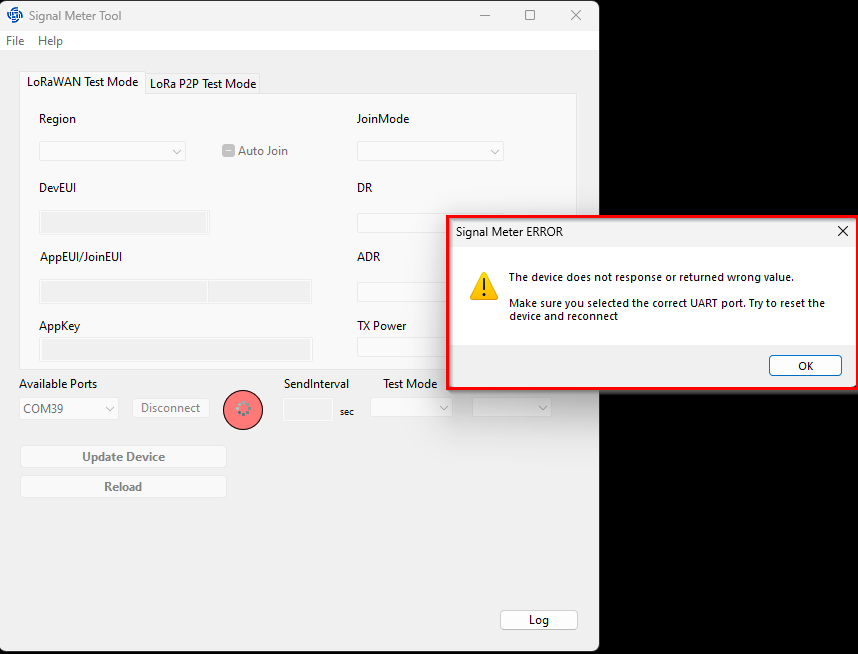 Signal Meter Tool
File Help
LoRaWAN Test Mode LoRa P2P Test Mode
Region JoinMode
Auto Join
DevEUI DR
Signal Meter ERROR
AppEUI/JoinEUI ADR
The device does not response or returned wrong value.
Make sure you selected the correct UART port. Try to reset the
device and reconnect
AppKey TX Power
OK
Available Ports SendInterval Test Mode
COM39 Disconnect sec
Update Device
Reload
Log